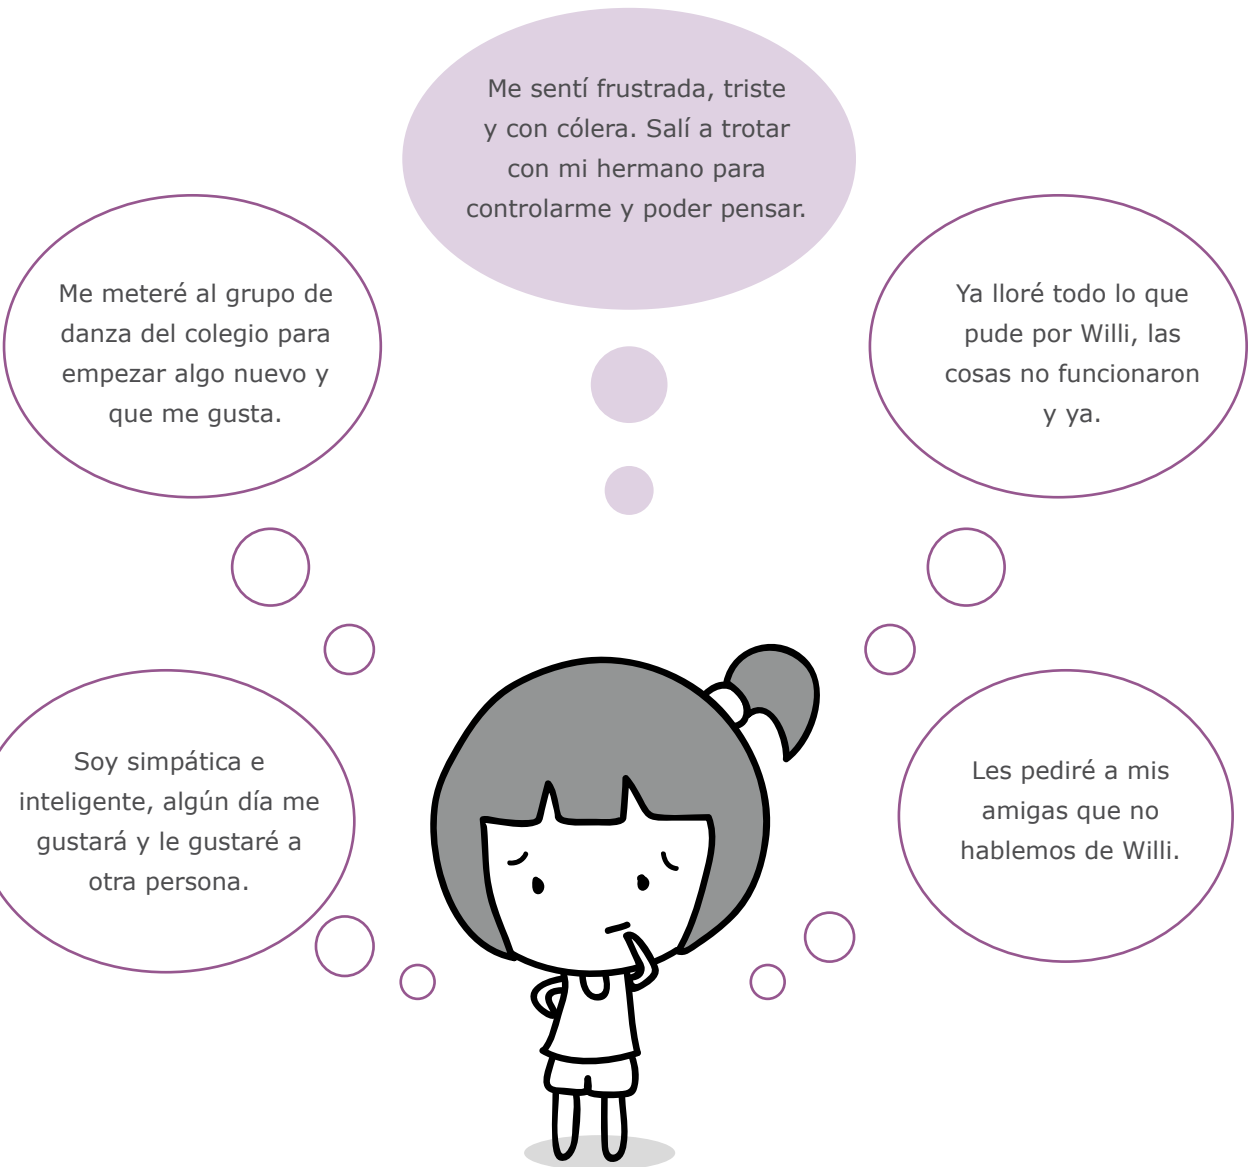 Me sentí frustrada, triste
y con cólera. Salí a trotar
con mi hermano para
controlarme y poder pensar.
Me meteré al grupo de
danza del colegio para
empezar algo nuevo y
que me gusta.
Ya lloré todo lo que
pude por Willi, las
cosas no funcionaron
y ya.
Soy simpática e
inteligente, algún día me
gustará y le gustaré a
otra persona.
Les pediré a mis
amigas que no
hablemos de Willi.